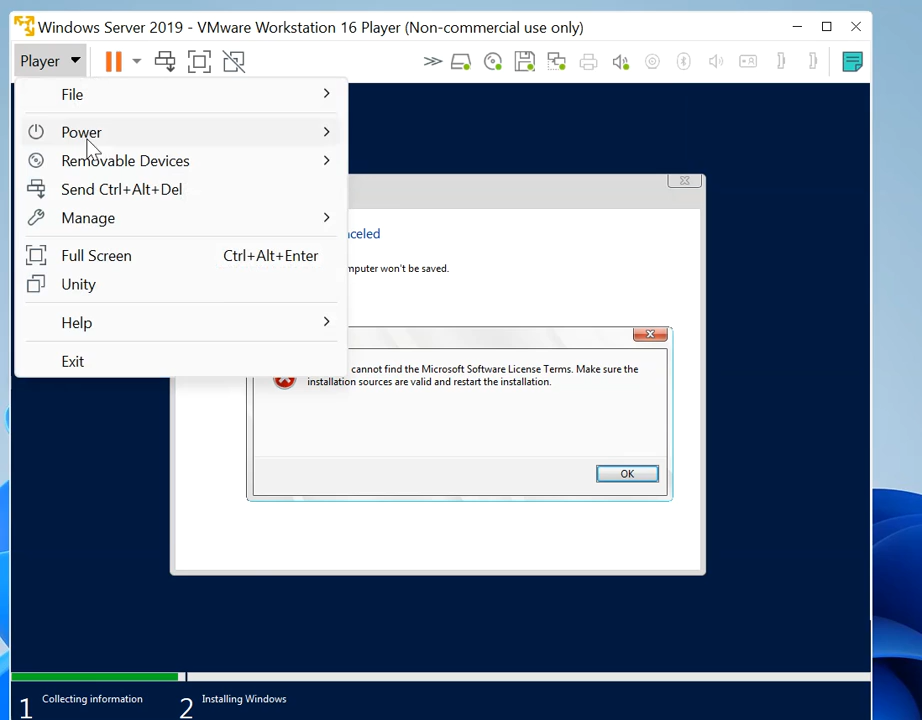 Windows Server 2019 - VMware Workstation 16 Player (Non-commercial use only)
Player
File
Power
Removable Devices
Send Ctrl+Alt+Del
Manage
Full Screen Ctrl+Alt+Enter
Unity
Help
Exit
celed
mputer won't be saved.
cannot find the Microsoft Software License Terms. Make sure the
installation sources are valid and restart the installation.
OK
1 Collecting information
2 Installing Windows